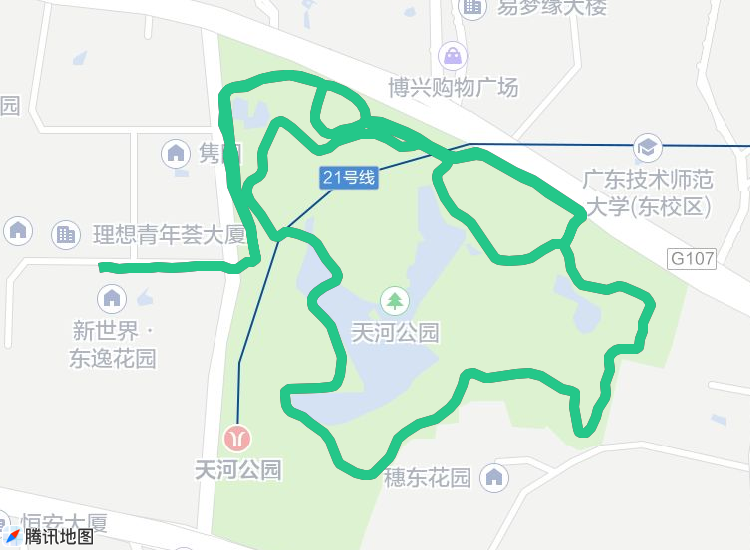 易梦缘大楼
博兴购物广场
园
隽园
21号线
广东技术师范
大学(东校区)
理想青年荟大厦
G107
新世界·
东逸花园
天河公园
天河公园
穗东花园
恒安大厦
腾讯地图